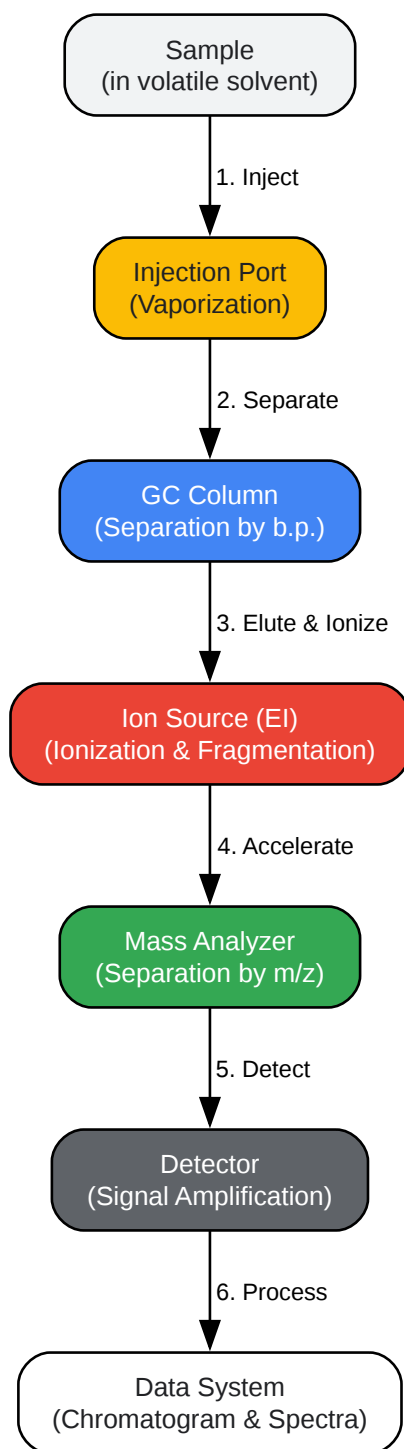 Sample
(in volatile solvent)
1. Inject
Injection Port
(Vaporization)
2. Separate
GC Column
(Separation by b.p.)
3. Elute & Ionize
Ion Source (EI)
(Ionization & Fragmentation)
4. Accelerate
Mass Analyzer
(Separation by m/z)
5. Detect
Detector
(Signal Amplification)
6. Process
Data System
(Chromatogram & Spectra)